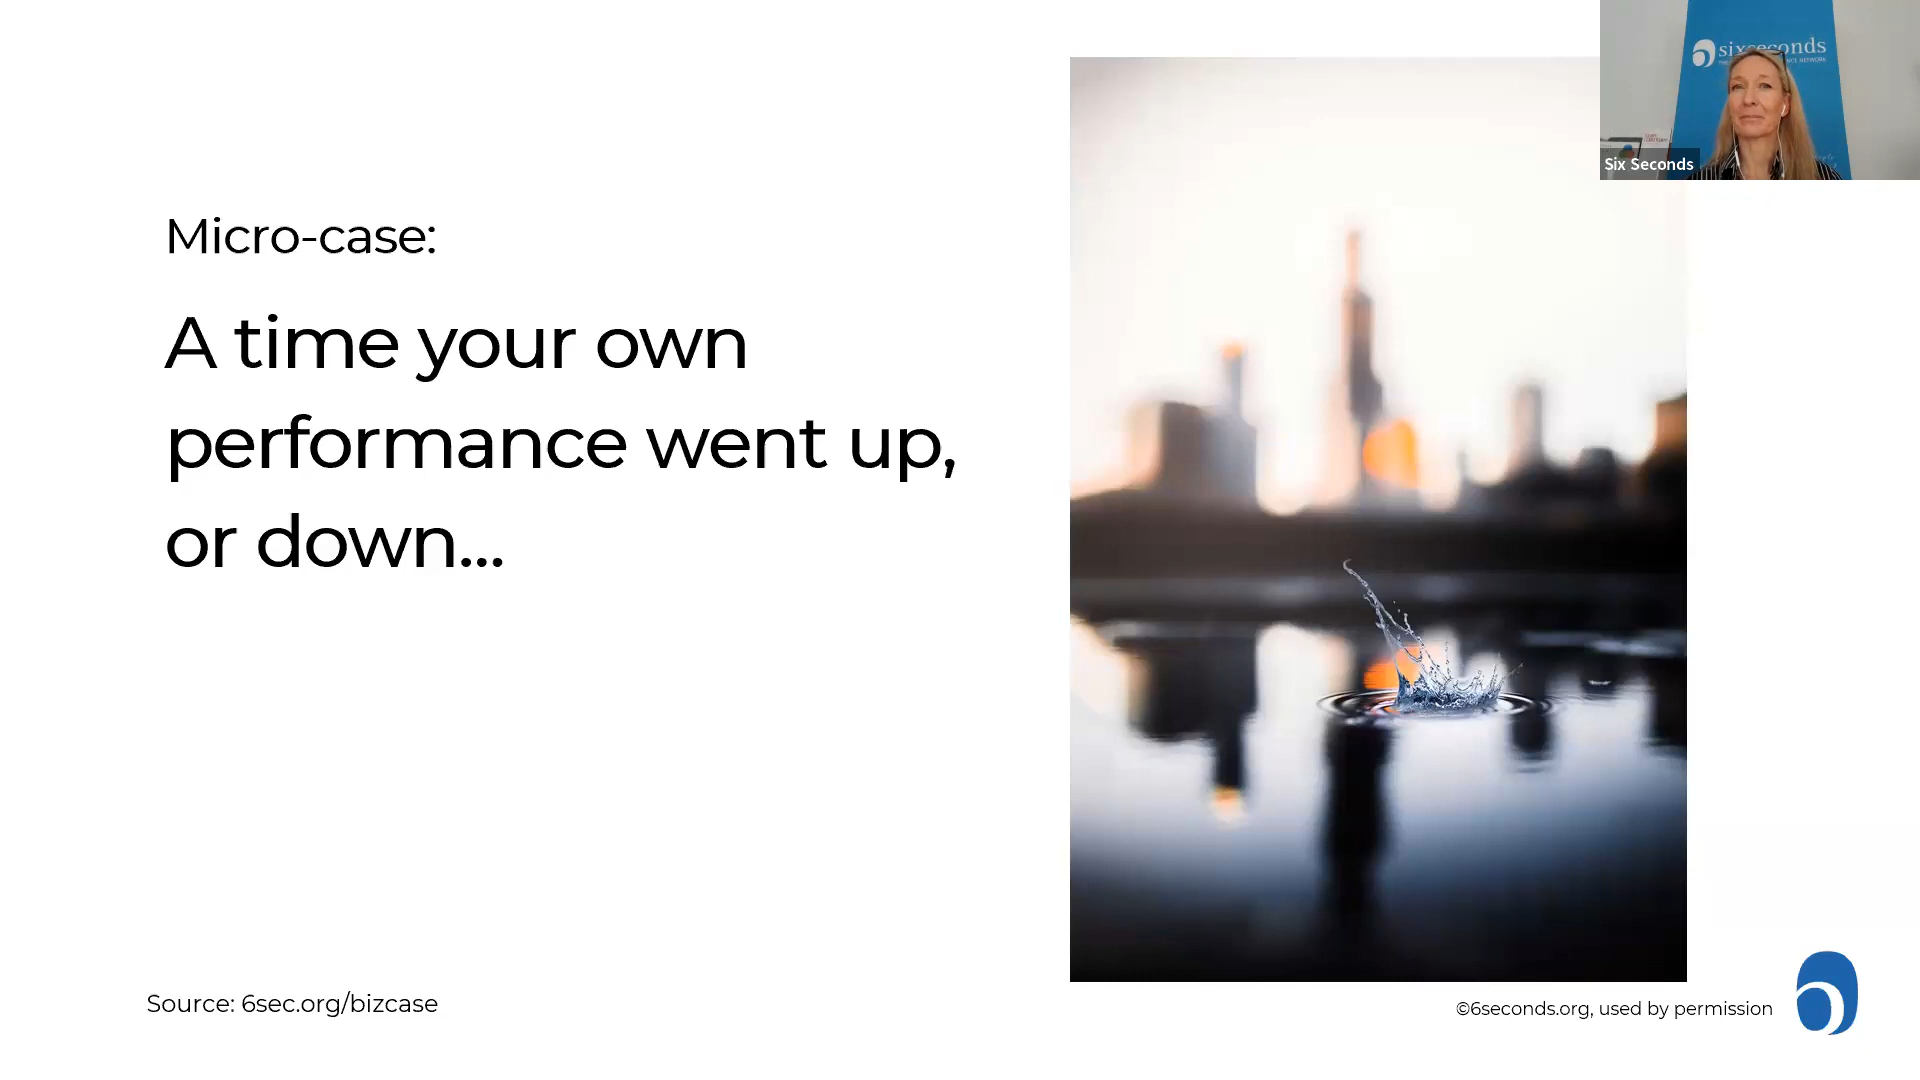 sixseconds
Six Seconds
Micro-case:
A time your own
performance went up,
or down...
Source: 6sec.org/bizcase
©6seconds.org, used by permission